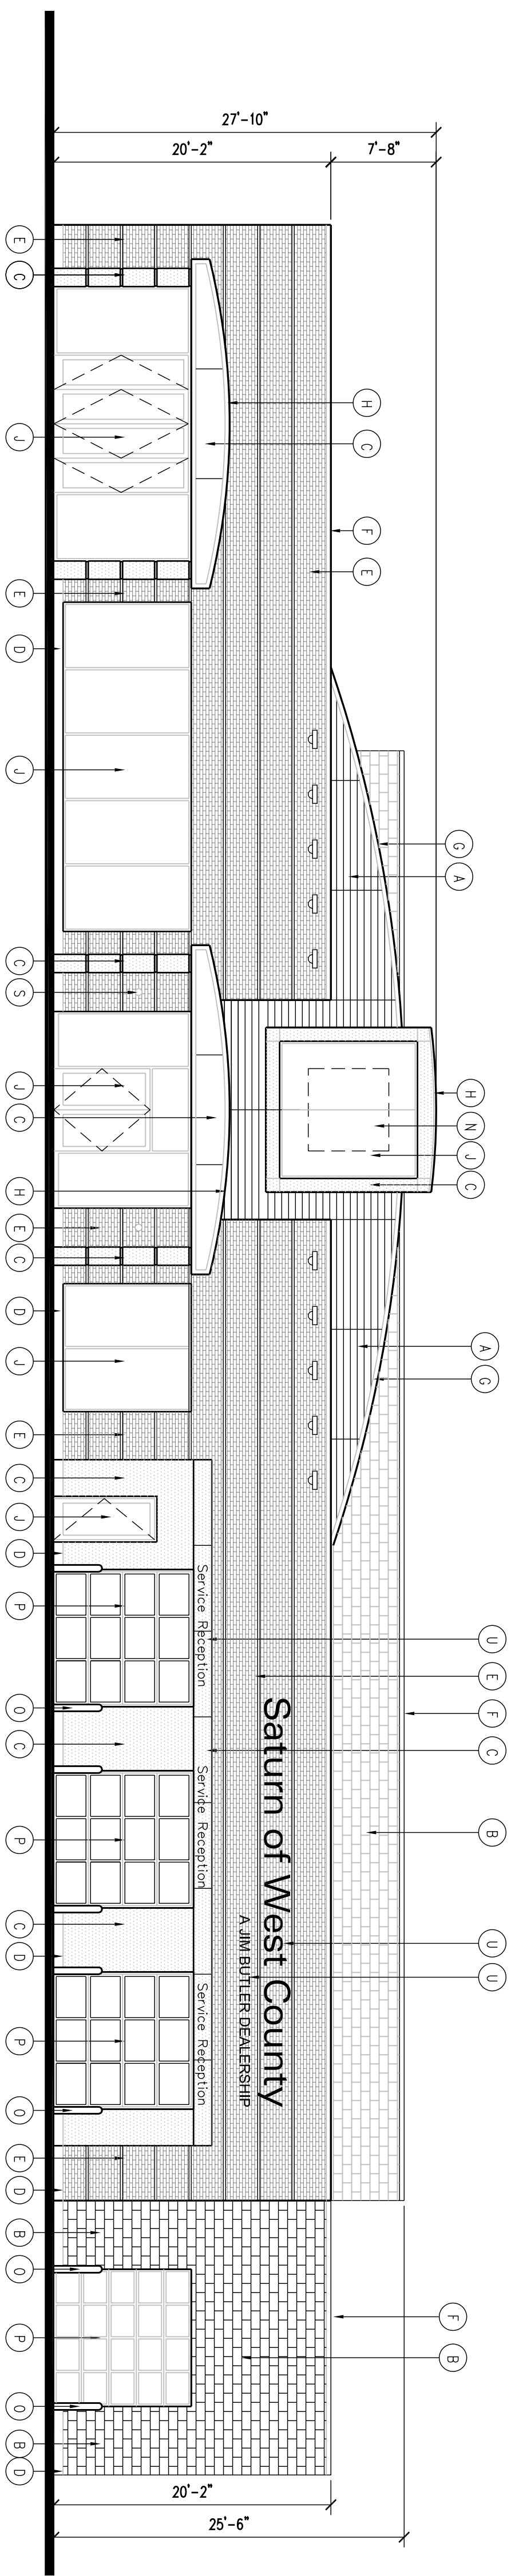 27'-10"
20'-2" 7'-8"
H C F E
G A
H N J C
A G
U E F C B U U
F B
Saturn of West County
A JIM BUTLER DEALERSHIP
Service Reception Service Reception Service Reception
E C J E D J C S J C H E C D J E C J D P O C P C D P O E D B O P O B D
20'-2"
25'-6"